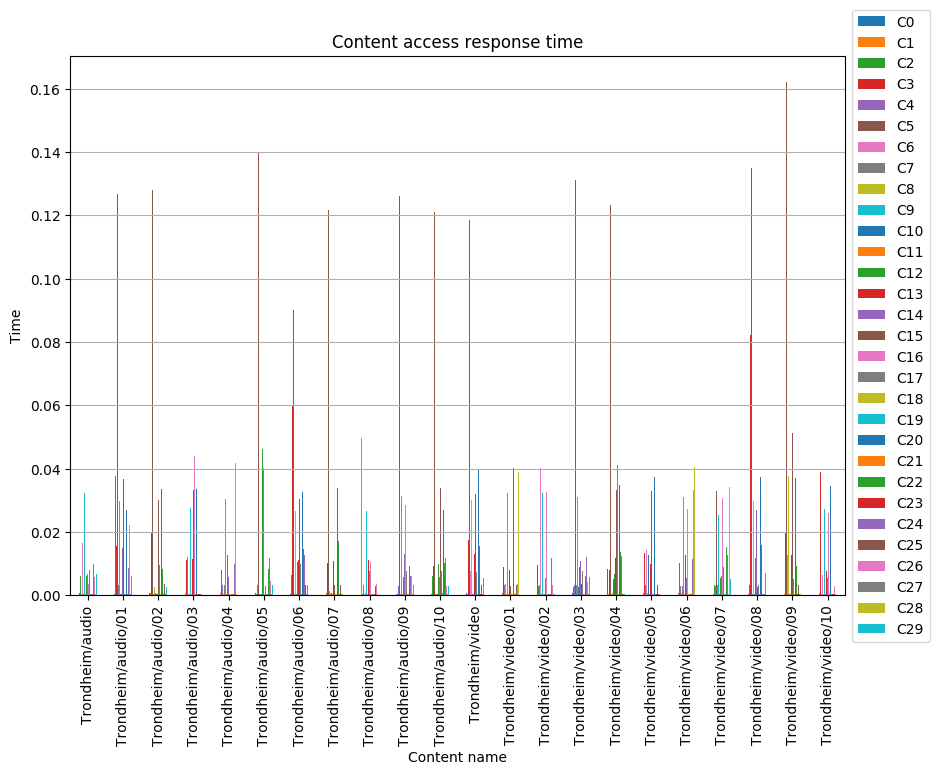 Content access response time
Time
0.16
0.14
0.12
0.10
0.08
0.06
0.04
0.02
0.00
Trondheim/audio
Trondheim/audio/01
Trondheim/audio/02
Trondheim/audio/03
Trondheim/audio/04
Trondheim/audio/05
Trondheim/audio/06
Trondheim/audio/07
Trondheim/audio/08
Trondheim/audio/09
Trondheim/audio/10
Trondheim/video
Trondheim/video/01
Trondheim/video/02
Trondheim/video/03
Trondheim/video/04
Trondheim/video/05
Trondheim/video/06
Trondheim/video/07
Trondheim/video/08
Trondheim/video/09
Trondheim/video/10
Content name
C0
C1
C2
C3
C4
C5
C6
C7
C8
C9
C10
C11
C12
C13
C14
C15
C16
C17
C18
C19
C20
C21
C22
C23
C24
C25
C26
C27
C28
C29